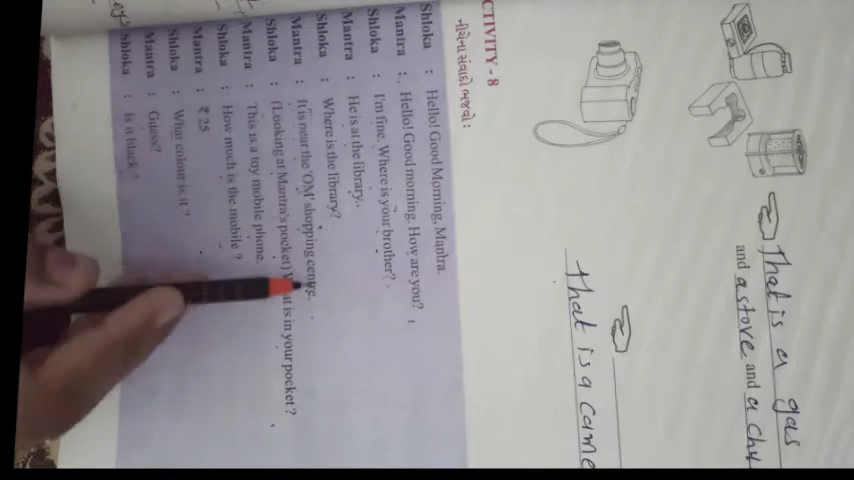 That is a gas
and a stove and a
That is a came
CTIVITY - 8
નીચેના સંવાદો ભજવો :
Shloka : Hello! Good Morning, Mantra.
Mantra : Hello! Good morning. How are you?
Shloka : I'm fine. Where is your brother?
Mantra : He is at the library..
Shloka : Where is the library?
Mantra : It is near the 'OM' shopping centre.
Shloka : (Looking at Mantra's pocket) What is in your pocket ?
Mantra : This is a toy mobile phone.
Shloka : How much is the mobile ?
Mantra : ₹ 25
Shloka : What colour is it ?
Mantra : Guess?
Shloka : Is it black ?